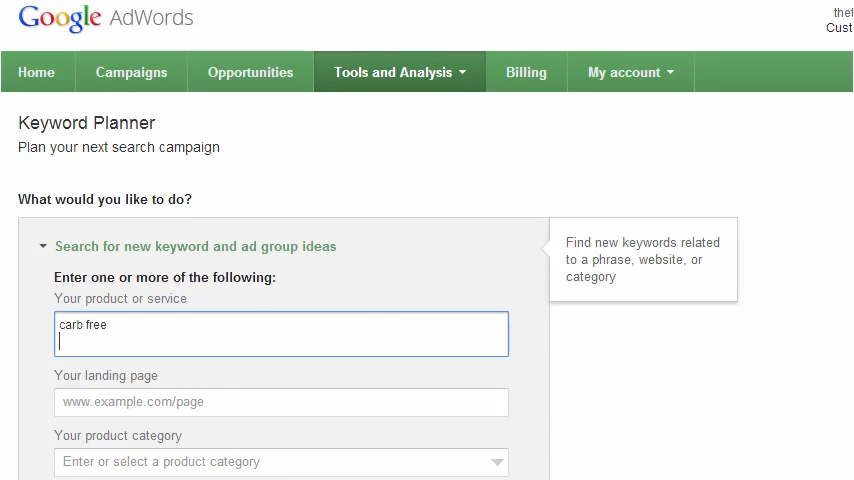 Google AdWords
thet
Cust
Home Campaigns Opportunities Tools and Analysis Billing My account
Keyword Planner
Plan your next search campaign
What would you like to do?
Search for new keyword and ad group ideas
Find new keywords related
to a phrase, website, or
category
Enter one or more of the following:
Your product or service
carb free
Your landing page
www.example.com/page
Your product category
Enter or select a product category